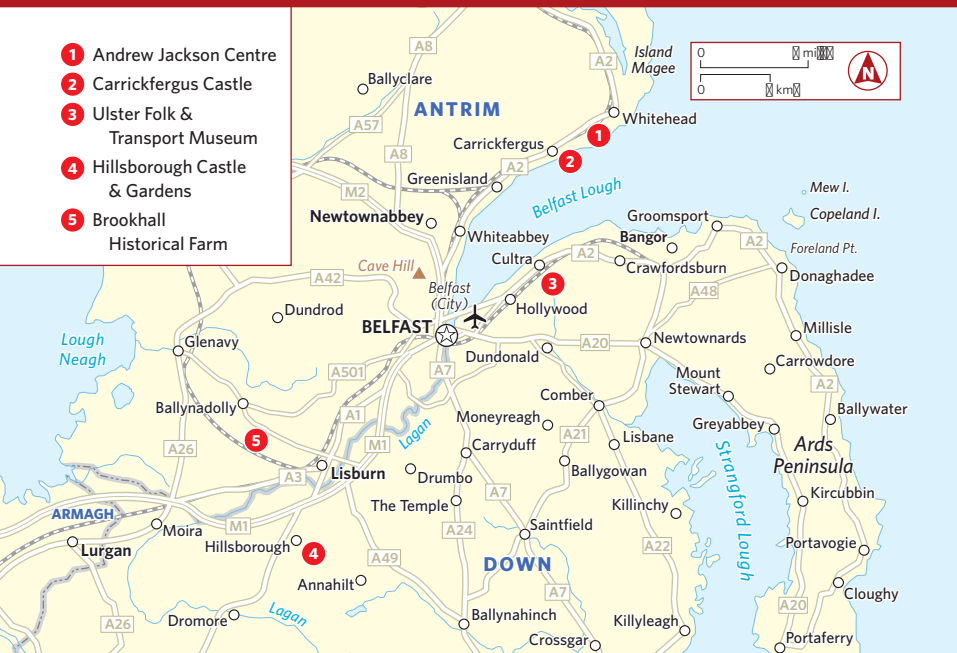 1 Andrew Jackson Centre
2 Carrickfergus Castle
3 Ulster Folk &
Transport Museum
4 Hillsborough Castle
& Gardens
5 Brookhall
Historical Farm
0 mi
0 km
N
A8
A2
Island
Magee
Ballyclare
ANTRIM
Whitehead
A57
1
Carrickfergus
2
A8
A2
Greenisland
M2
Belfast Lough
Mew I.
Copeland I.
Newtownabbey
Groomsport
Whiteabbey
Bangor
A2
Foreland Pt.
Cultra
A2
Crawfordsburn
Cave Hill
Donaghadee
A42
Belfast
(City)
3
A48
Dundrod
Hollywood
BELFAST
Millisle
Lough
Neagh
Glenavy
Dundonald
A20
Newtownards
Carrowdore
A501
A7
Mount
Stewart
A2
Ballynadolly
A1
Comber
Ballywater
Moneyreagh
Greyabbey
5
Lagan
A21
Lisbane
Ards
Peninsula
A26
M1
Carryduff
Strangford Lough
A3
Lisburn
Drumbo
Ballygowan
A7
Kircubbin
ARMAGH
The Temple
Killinchy
M1
Moira
A24
Saintfield
Portavogie
Lurgan
Hillsborough
4
A49
DOWN
A22
Annahilt
A7
Cloughy
A20
Lagan
Dromore
A26
Ballynahinch
Killyleagh
Crossgar
Portaferry